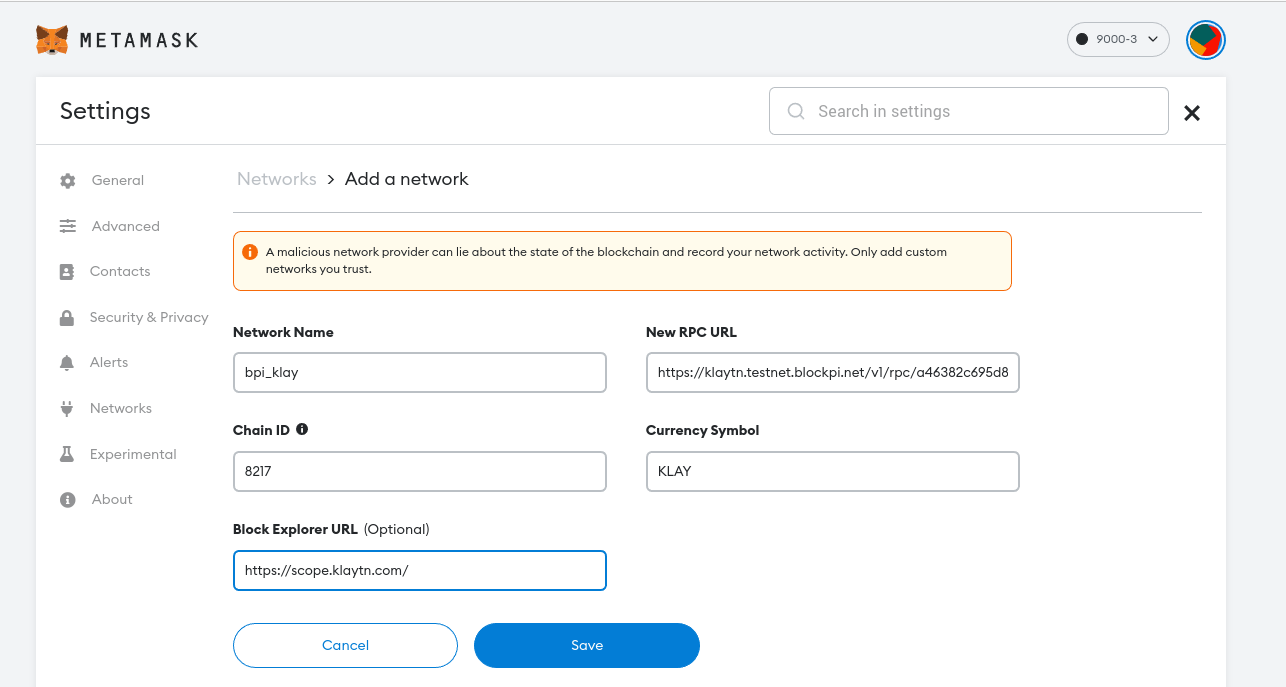 METAMASK
9000-3
Settings
Search in settings
General
Advanced
Contacts
Security & Privacy
Alerts
Networks
Experimental
About
Networks > Add a network
A malicious network provider can lie about the state of the blockchain and record your network activity. Only add custom
networks you trust.
Network Name
bpi_klay
New RPC URL
https://klaytn.testnet.blockpi.net/v1/rpc/a46382c695d8
Chain ID
8217
Currency Symbol
KLAY
Block Explorer URL (Optional)
https://scope.klaytn.com/
Cancel
Save